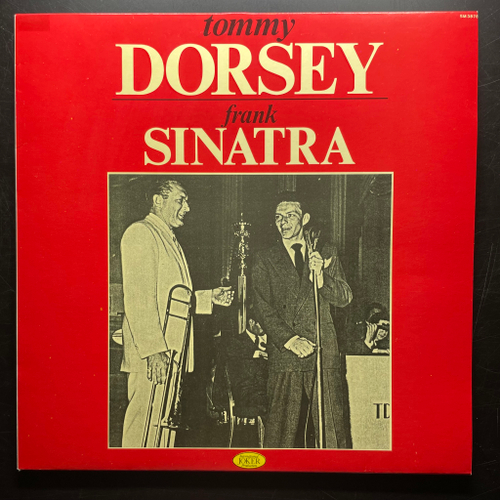 tommy
DORSEY
frank
SINATRA
TD
JOKER